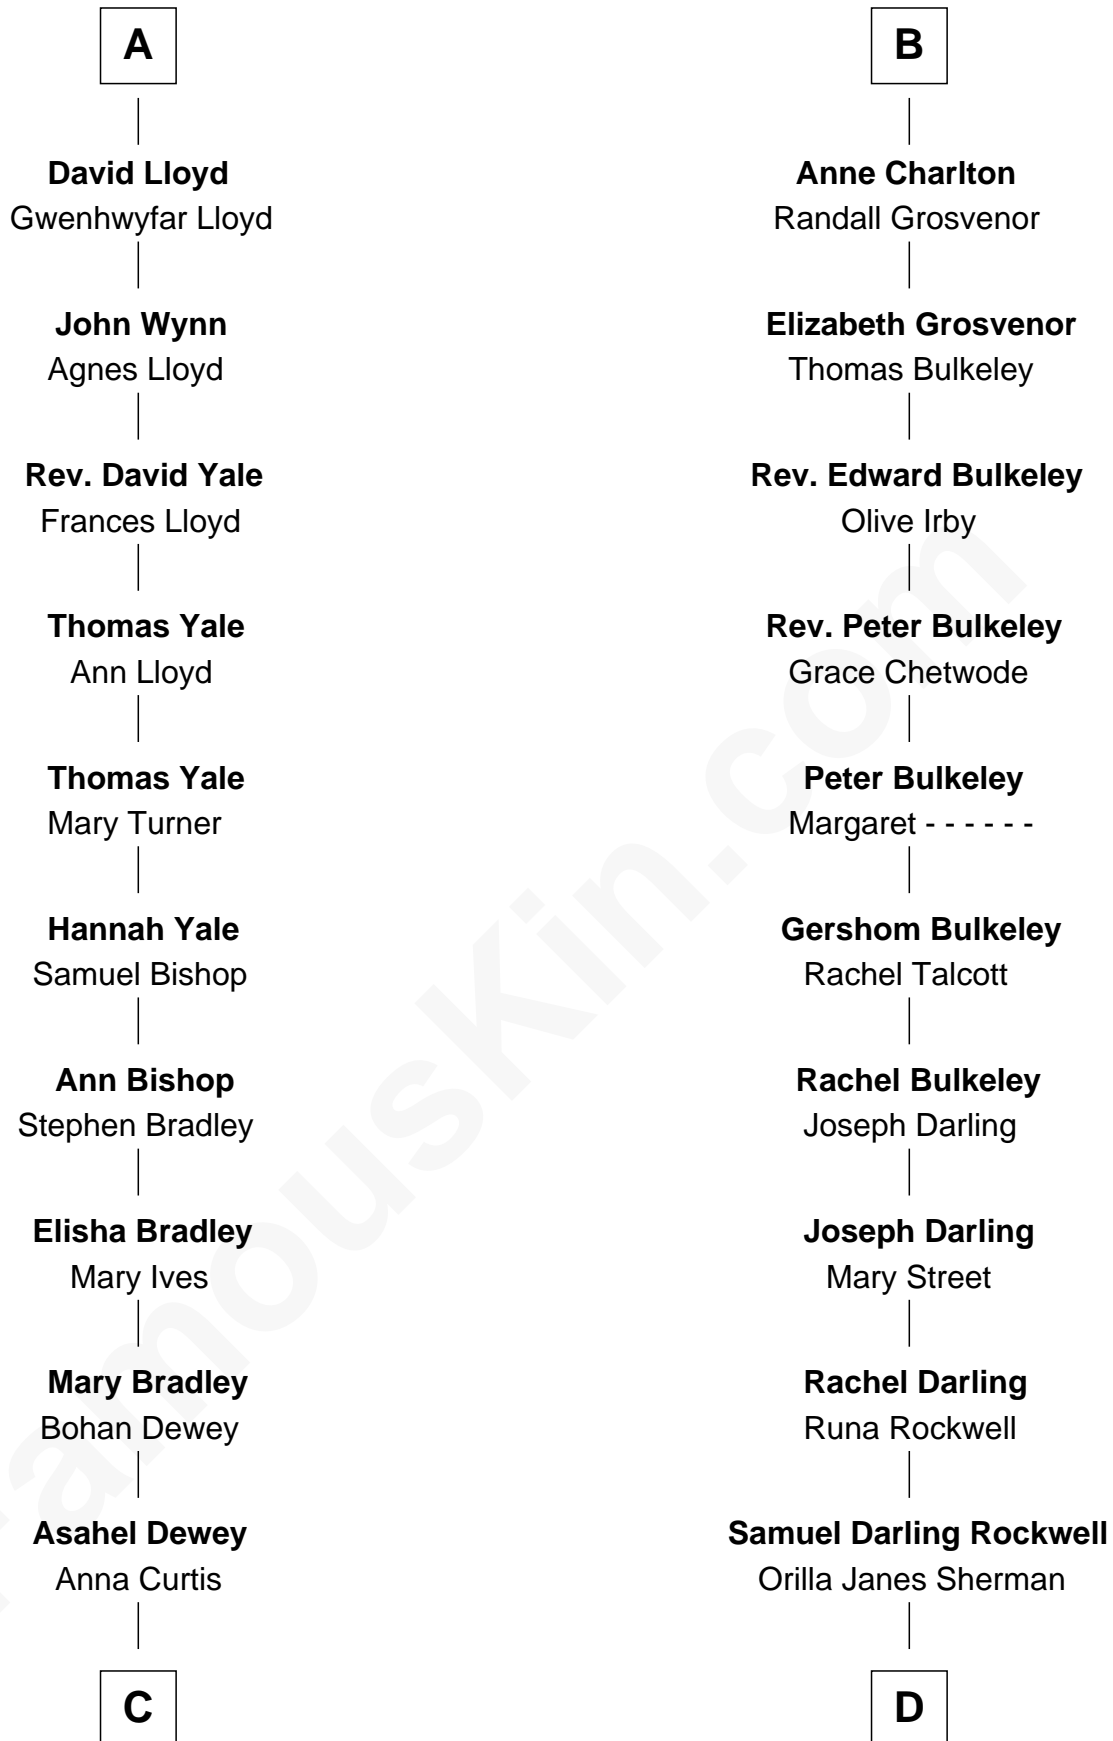 A
David Lloyd
Gwenhwyfar Lloyd
John Wynn
Agnes Lloyd
Rev. David Yale
Frances Lloyd
Thomas Yale
Ann Lloyd
Thomas Yale
Mary Turner
Hannah Yale
Samuel Bishop
Ann Bishop
Stephen Bradley
Elisha Bradley
Mary Ives
Mary Bradley
Bohan Dewey
Asahel Dewey
Anna Curtis
C
B
Anne Charlton
Randall Grosvenor
Elizabeth Grosvenor
Thomas Bulkeley
Rev. Edward Bulkeley
Olive Irby
Rev. Peter Bulkeley
Grace Chetwode
Peter Bulkeley
Margaret - - - - - -
Gershom Bulkeley
Rachel Talcott
Rachel Bulkeley
Joseph Darling
Joseph Darling
Mary Street
Rachel Darling
Runa Rockwell
Samuel Darling Rockwell
Orilla Janes Sherman
D
FamousKin.com